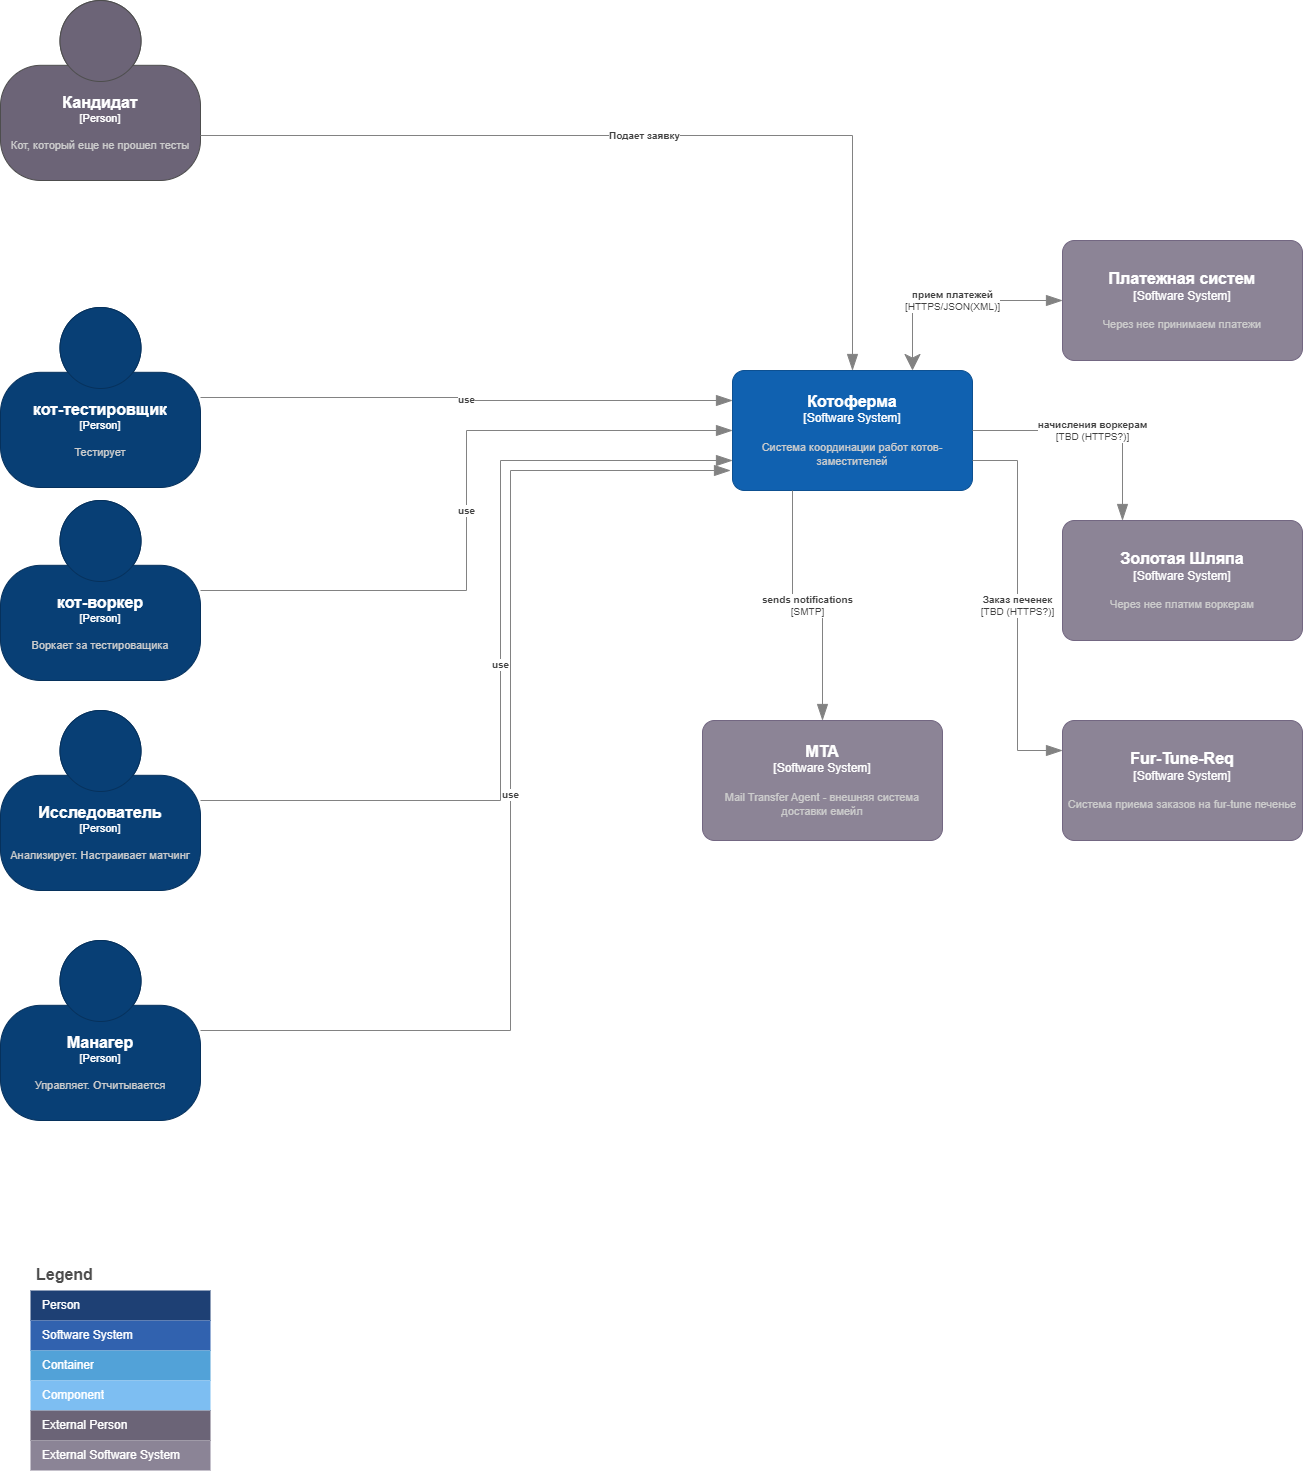 Кандидат
[Person]
Кот, который еще не прошел тесты
Подает заявку
Платежная систем
[Software System]
Через нее принимаем платежи
прием платежей
[HTTPS/JSON(XML)]
кот-тестировщик
[Person]
Тестирует
use
Котоферма
[Software System]
Система координации работ котов-
заместителей
начисления воркерам
[TBD (HTTPS?)]
кот-воркер
[Person]
Воркает за тестироващика
use
Золотая Шляпа
[Software System]
Через нее платим воркерам
sends notifications
[SMTP]
Заказ печенек
[TBD (HTTPS?)]
use
MTA
[Software System]
Mail Transfer Agent - внешняя система
доставки емейл
Fur-Tune-Req
[Software System]
Система приема заказов на fur-tune печенье
Исследователь
[Person]
Анализирует. Настраивает матчинг
use
Манагер
[Person]
Управляет. Отчитывается
Legend
Person
Software System
Container
Component
External Person
External Software System